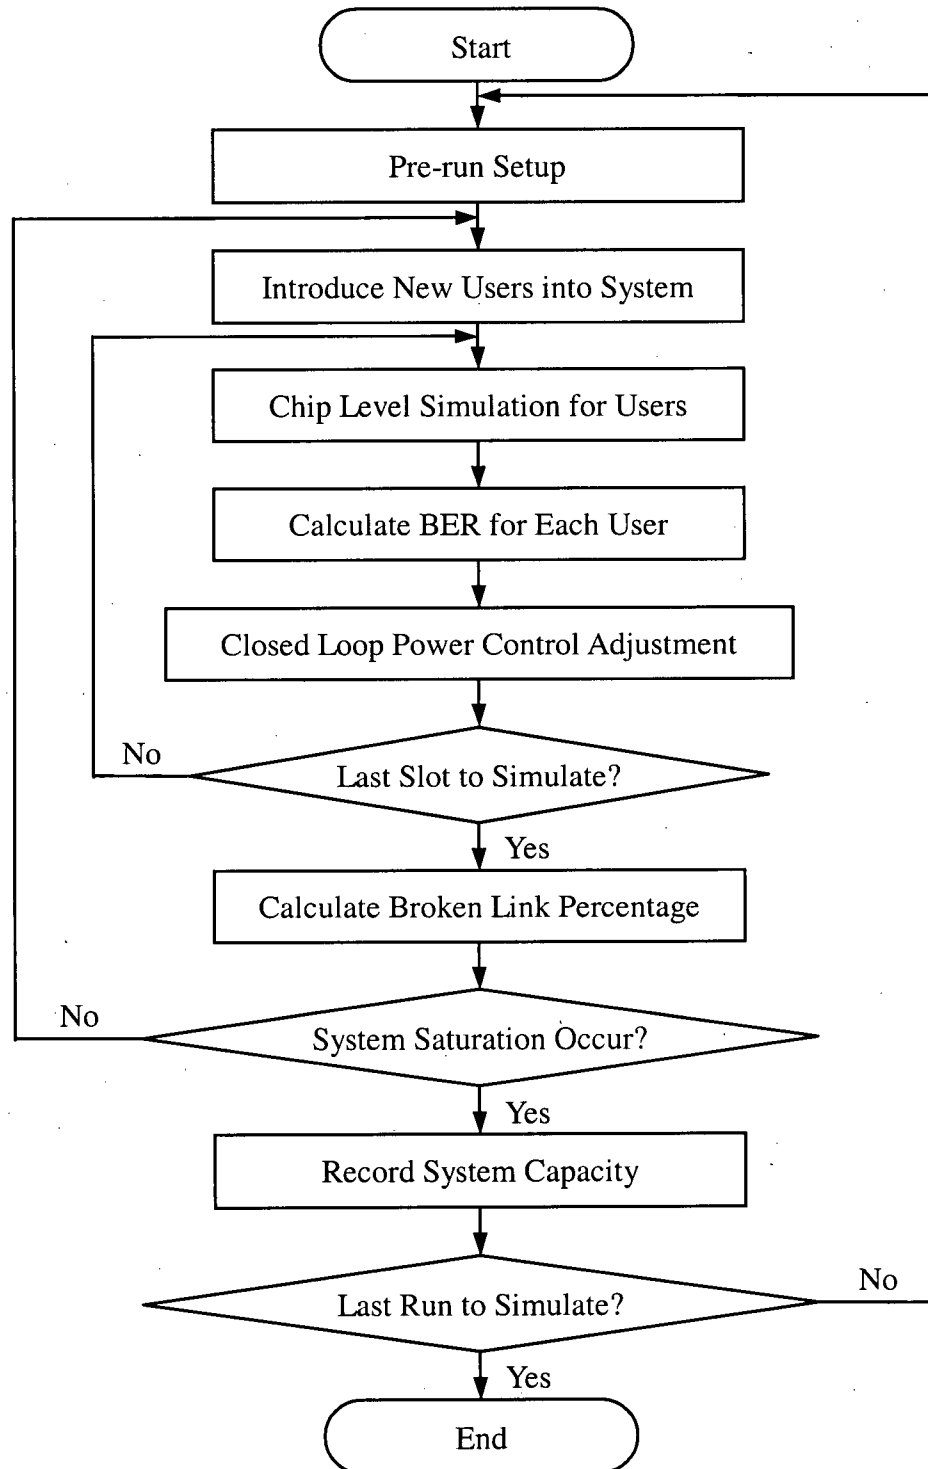 Start
Pre-run Setup
Introduce New Users into System
Chip Level Simulation for Users
Calculate BER for Each User
Closed Loop Power Control Adjustment
No
Last Slot to Simulate?
Yes
Calculate Broken Link Percentage
No
System Saturation Occur?
Yes
Record System Capacity
No
Last Run to Simulate?
Yes
End